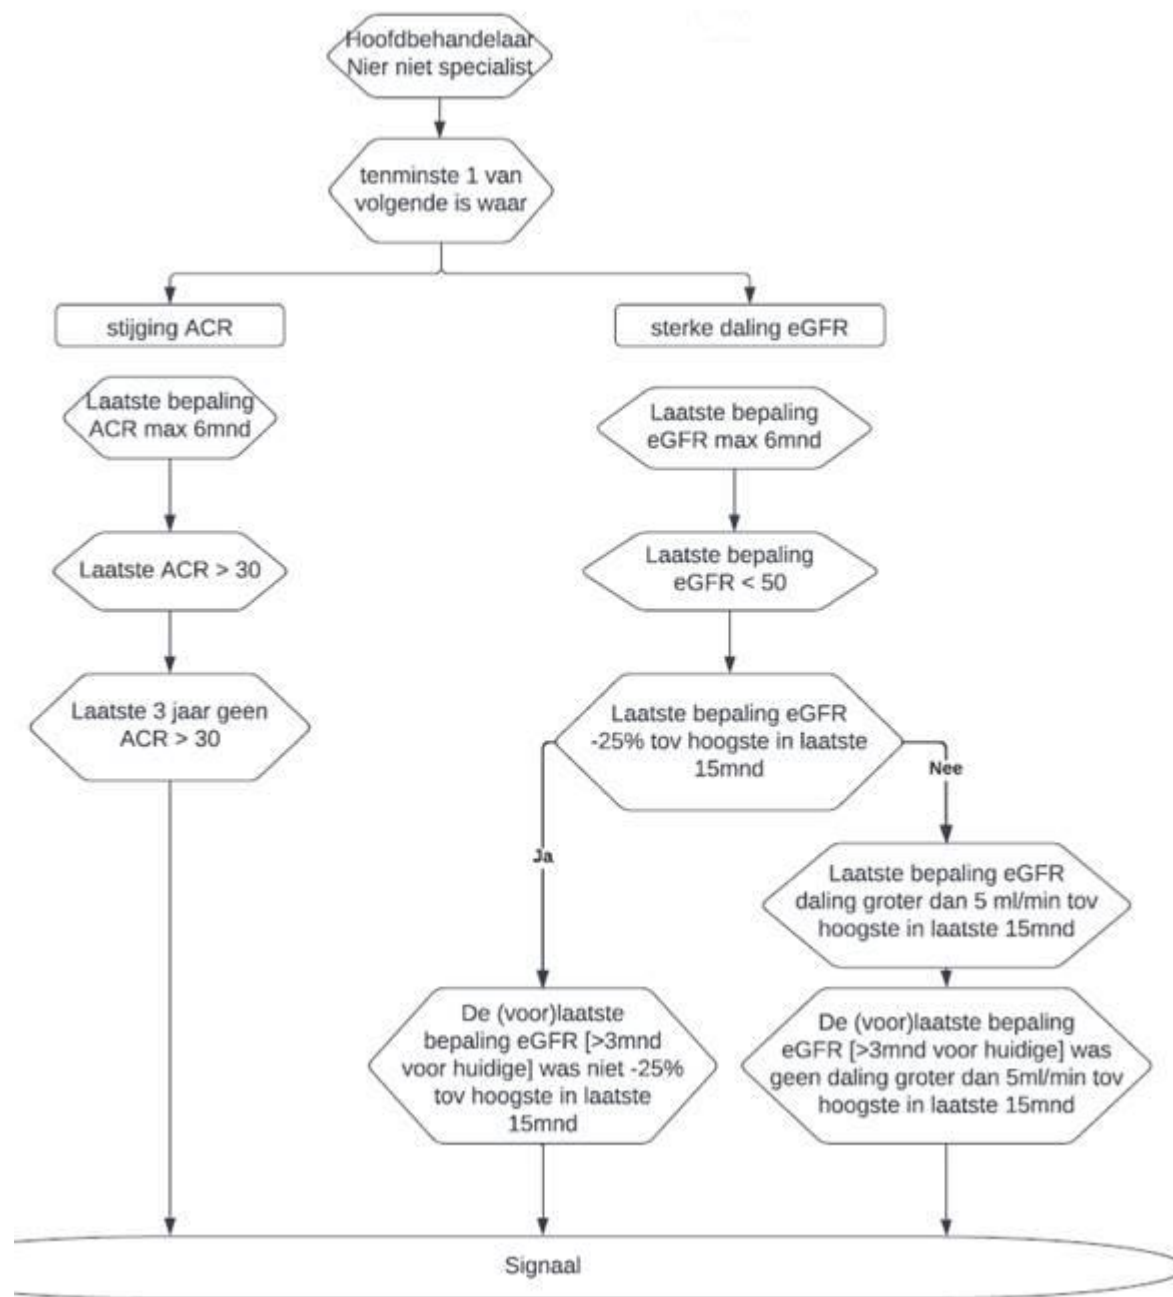 Hoofdbehandelaar
Nier niet specialist
tenminste 1 van
volgende is waar
stijging ACR
sterke daling eGFR
Laatste bepaling
ACR max 6mnd
Laatste bepaling
eGFR max 6mnd
Laatste ACR > 30
Laatste bepaling
eGFR < 50
Laatste 3 jaar geen
ACR > 30
Laatste bepaling eGFR
-25% tov hoogste in laatste
15mnd
Nee
Ja
Laatste bepaling eGFR
daling groter dan 5 ml/min tov
hoogste in laatste 15mnd
De (voor)laatste
bepaling eGFR [>3mnd
voor huidige] was niet -25%
tov hoogste in laatste
15mnd
De (voor)laatste bepaling
eGFR [>3mnd voor huidige] was
geen daling groter dan 5ml/min tov
hoogste in laatste 15mnd
Signaal